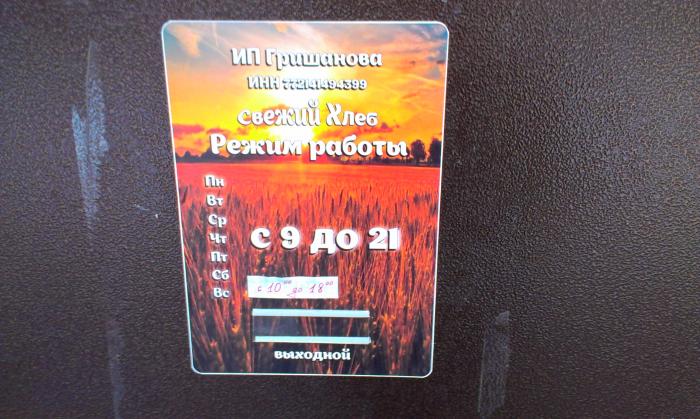 ИП Гришанова
ИНН 772141494399
Свежий Хлеб
Режим работы
Пн
Вт
Ср
Чт
с 9 до 21
Пт
Сб
Вс
с 10⁰⁰ до 18⁰⁰
выходной